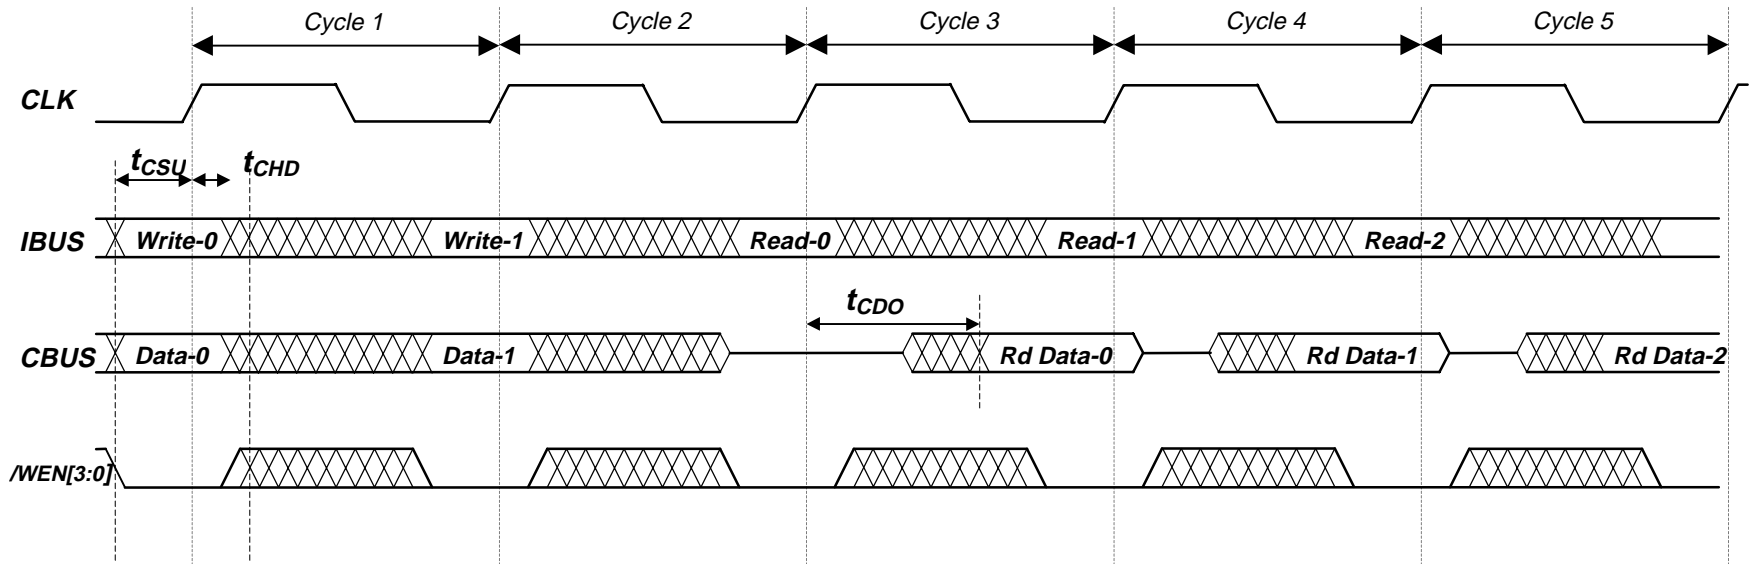 Cycle 1 Cycle 2 Cycle 3 Cycle 4 Cycle 5
CLK
tCSU tCHD
IBUS Write-0 Write-1 Read-0 Read-1 Read-2
tCDO
CBUS Data-0 Data-1 Rd Data-0 Rd Data-1 Rd Data-2
/WEN[3:0]